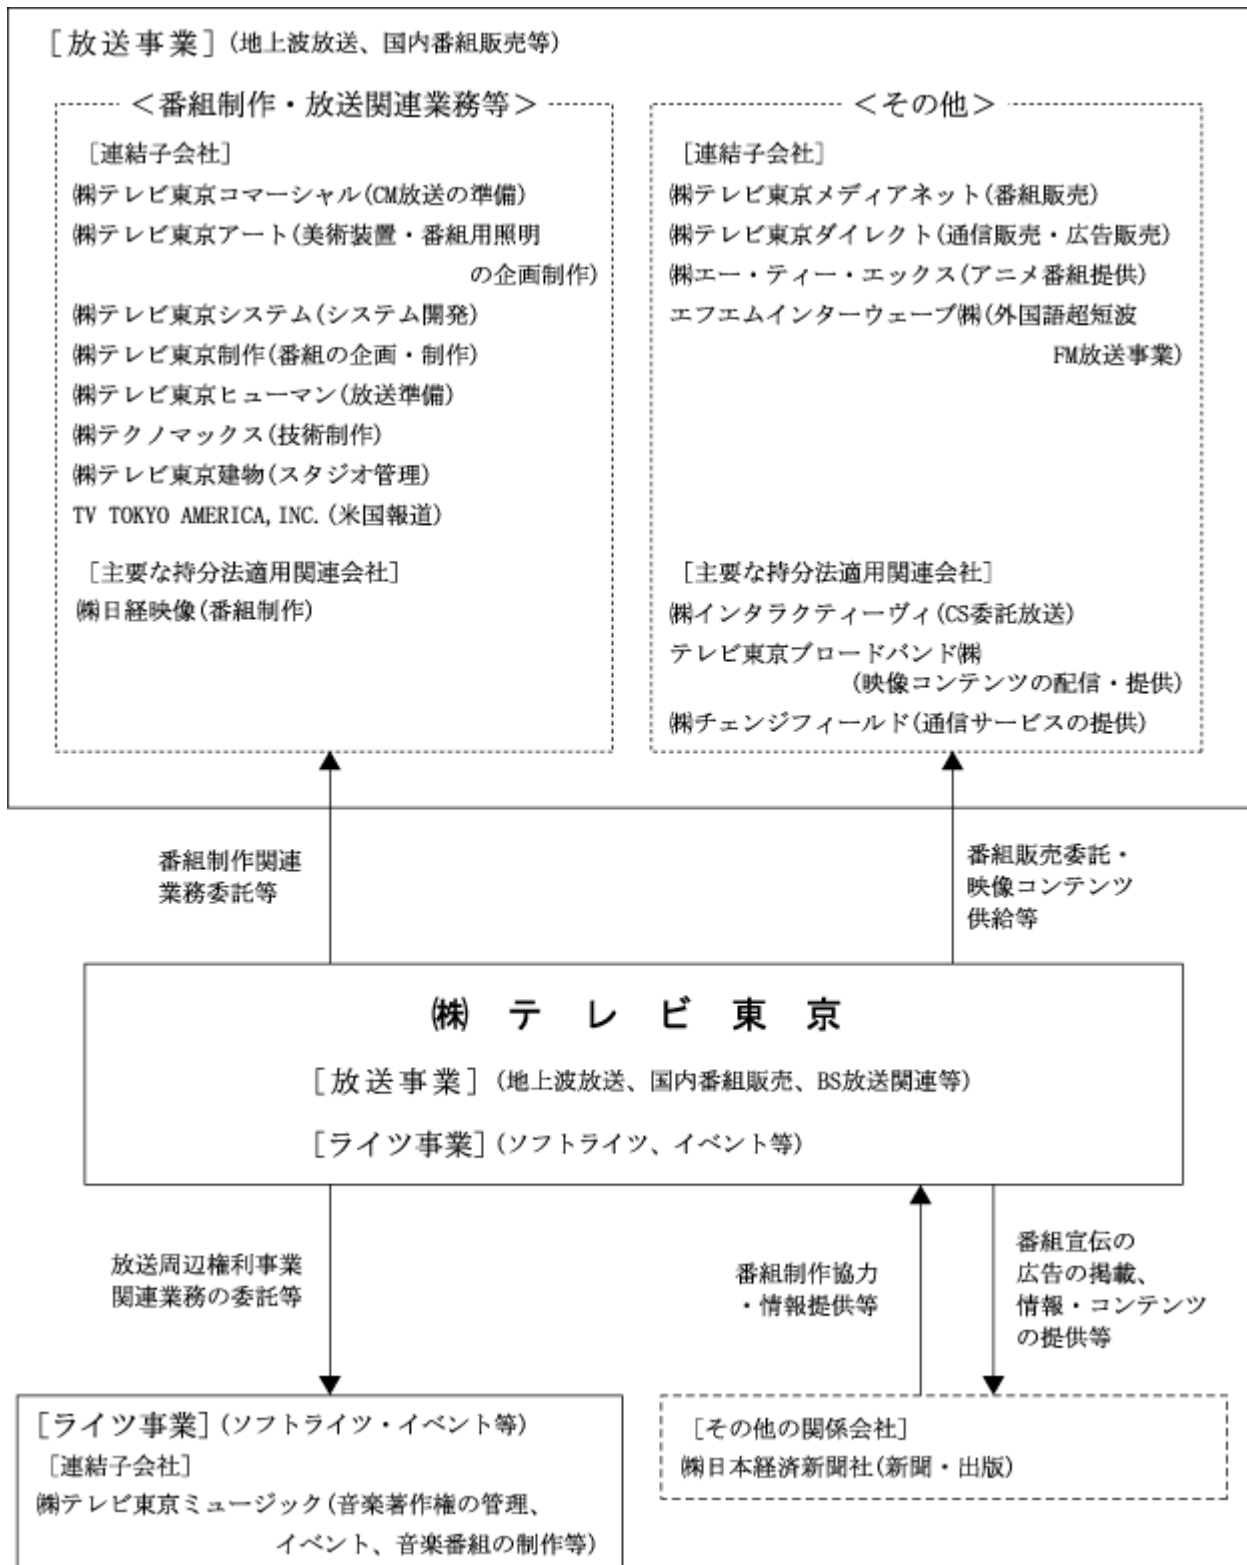 ［放送事業］(地上波放送、国内番組販売等)
＜番組制作・放送関連業務等＞
［連結子会社］
㈱テレビ東京コマーシャル(CM放送の準備)
㈱テレビ東京アート(美術装置・番組用照明
の企画制作)
㈱テレビ東京システム(システム開発)
㈱テレビ東京制作(番組の企画・制作)
㈱テレビ東京ヒューマン(放送準備)
㈱テクノマックス(技術制作)
㈱テレビ東京建物(スタジオ管理)
TV TOKYO AMERICA, INC.(米国報道)
［主要な持分法適用関連会社］
㈱日経映像(番組制作)
＜その他＞
［連結子会社］
㈱テレビ東京メディアネット(番組販売)
㈱テレビ東京ダイレクト(通信販売・広告販売)
㈱エー・ティー・エックス(アニメ番組提供)
エフエムインターウェーブ㈱(外国語超短波
FM放送事業)
［主要な持分法適用関連会社］
㈱インタラクティーヴィ(CS委託放送)
テレビ東京ブロードバンド㈱
(映像コンテンツの配信・提供)
㈱チェンジフィールド(通信サービスの提供)
番組制作関連
業務委託等
番組販売委託・
映像コンテンツ
供給等
㈱テレビ東京
［放送事業］(地上波放送、国内番組販売、BS放送関連等)
［ライツ事業］(ソフトライツ、イベント等)
放送周辺権利事業
関連業務の委託等
番組制作協力
・情報提供等
番組宣伝の
広告の掲載、
情報・コンテンツ
の提供等
［ライツ事業］(ソフトライツ・イベント等)
［連結子会社］
㈱テレビ東京ミュージック(音楽著作権の管理、
イベント、音楽番組の制作等)
［その他の関係会社］
㈱日本経済新聞社(新聞・出版)